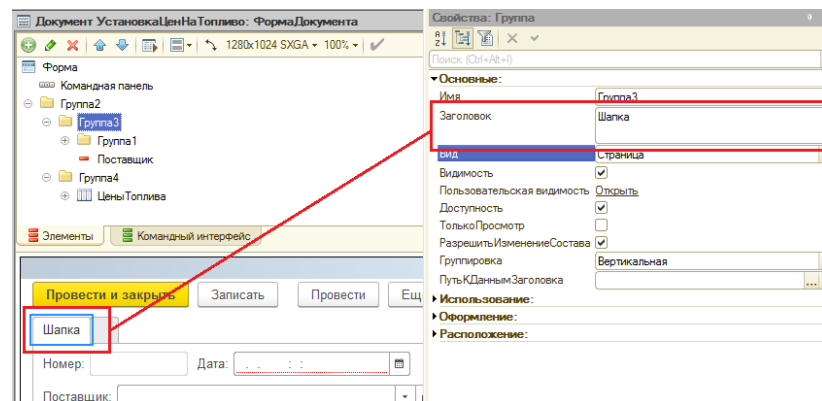 Документ УстановкаЦенНаТопливо: ФормаДокумента
1280x1024 SXGA 100%
Форма
Командная панель
Группа2
Группа3
Группа1
Поставщик
Группа4
ЦеныТоплива
Элементы Командный интерфейс
Провести и закрыть Записать Провести Ещ
Шапка
Номер: Дата: . . : :
Поставщик:
Свойства: Группа
Поиск (Ctrl+Alt+I)
Основные:
Имя Группа3
Заголовок Шапка
Вид Страница
Видимость
Пользовательская видимость Открыть
Доступность
ТолькоПросмотр
РазрешитьИзменениеСостава
Группировка Вертикальная
ПутьКДаннымЗаголовка ...
Использование:
Оформление:
Расположение: